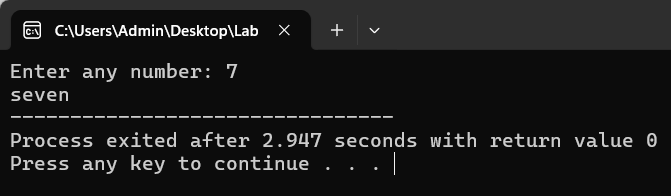 C:\Users\Admin\Desktop\Lab
Enter any number: 7
seven
--------------------------------
Process exited after 2.947 seconds with return value 0
Press any key to continue . . .